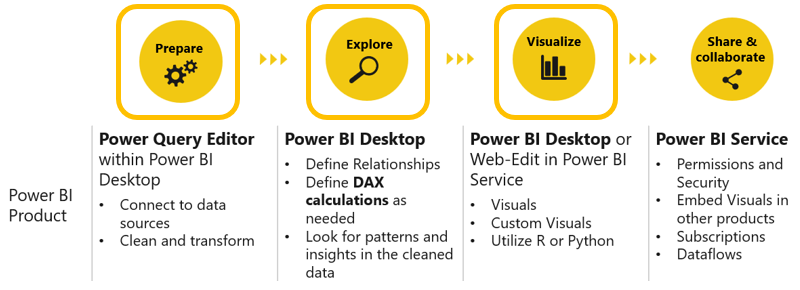 Prepare
Explore
Visualize
Share &
collaborate
Power BI
Product
Power Query Editor
within Power BI
Desktop
• Connect to data
sources
• Clean and transform
Power BI Desktop
• Define Relationships
• Define DAX
calculations as
needed
• Look for patterns and
insights in the cleaned
data
Power BI Desktop or
Web-Edit in Power BI
Service
• Visuals
• Custom Visuals
• Utilize R or Python
Power BI Service
• Permissions and
Security
• Embed Visuals in
other products
• Subscriptions
• Dataflows